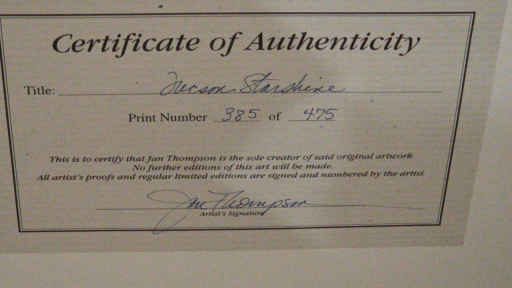 Certificate of Authenticity
Title: Tucson Starshine
Print Number 385 of 475
This is to certify that Jan Thompson is the sole creator of said original artwork
No further editions of this art will be made.
All artist's proofs and regular limited editions are signed and numbered by the artist
Jan Thompson
Artist's Signature